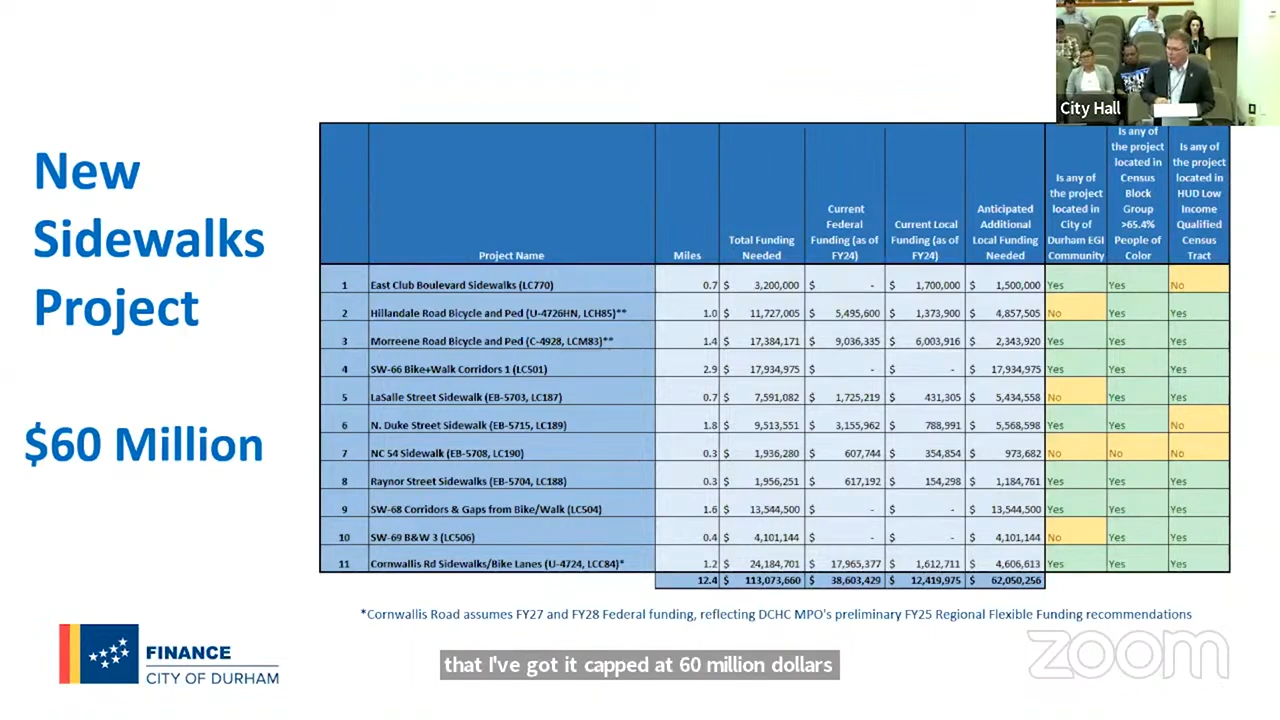 City Hall
New
Sidewalks
Project
$60 Million
Project Name
Miles
Total Funding
Needed
Current
Federal
Funding (as of
FY24)
Current Local
Funding (as of
FY24)
Anticipated
Additional
Local Funding
Needed
Is any of
the project
located in
City of
Durham EGI
Community
Is any of
the project
located in
Census
Block
Group
>65.4%
People of
Color
Is any of
the project
located in
HUD Low
Income
Qualified
Census
Tract
1 East Club Boulevard Sidewalks (LC770) 0.7 $ 3,200,000 $ - $ 1,700,000 $ 1,500,000 Yes Yes No
2 Hillandale Road Bicycle and Ped (U-4726HN, LCH85)** 1.0 $ 11,727,005 $ 5,495,600 $ 1,373,900 $ 4,857,505 No Yes Yes
3 Morreene Road Bicycle and Ped (C-4928, LCM83)** 1.4 $ 17,384,171 $ 9,036,335 $ 6,003,916 $ 2,343,920 Yes Yes Yes
4 SW-66 Bike+Walk Corridors 1 (LC501) 2.9 $ 17,934,975 $ - $ - $ 17,934,975 Yes Yes Yes
5 LaSalle Street Sidewalk (EB-5703, LC187) 0.7 $ 7,591,082 $ 1,725,219 $ 431,305 $ 5,434,558 No Yes Yes
6 N. Duke Street Sidewalk (EB-5715, LC189) 1.8 $ 9,513,551 $ 3,155,962 $ 788,991 $ 5,568,598 Yes Yes No
7 NC 54 Sidewalk (EB-5708, LC190) 0.3 $ 1,936,280 $ 607,744 $ 354,854 $ 973,682 No No No
8 Raynor Street Sidewalks (EB-5704, LC188) 0.3 $ 1,956,251 $ 617,192 $ 154,298 $ 1,184,761 Yes Yes Yes
9 SW-68 Corridors & Gaps from Bike/Walk (LC504) 1.6 $ 13,544,500 $ - $ - $ 13,544,500 Yes Yes Yes
10 SW-69 B&W 3 (LC506) 0.4 $ 4,101,144 $ - $ - $ 4,101,144 No Yes Yes
11 Cornwallis Rd Sidewalks/Bike Lanes (U-4724, LCC84)* 1.2 $ 24,184,701 $ 17,965,377 $ 1,612,711 $ 4,606,613 Yes Yes Yes
12.4 $ 113,073,660 $ 38,603,429 $ 12,419,975 $ 62,050,256
*Cornwallis Road assumes FY27 and FY28 Federal funding, reflecting DCHC MPO's preliminary FY25 Regional Flexible Funding recommendations
FINANCE
CITY OF DURHAM
that I've got it capped at 60 million dollars
zoom